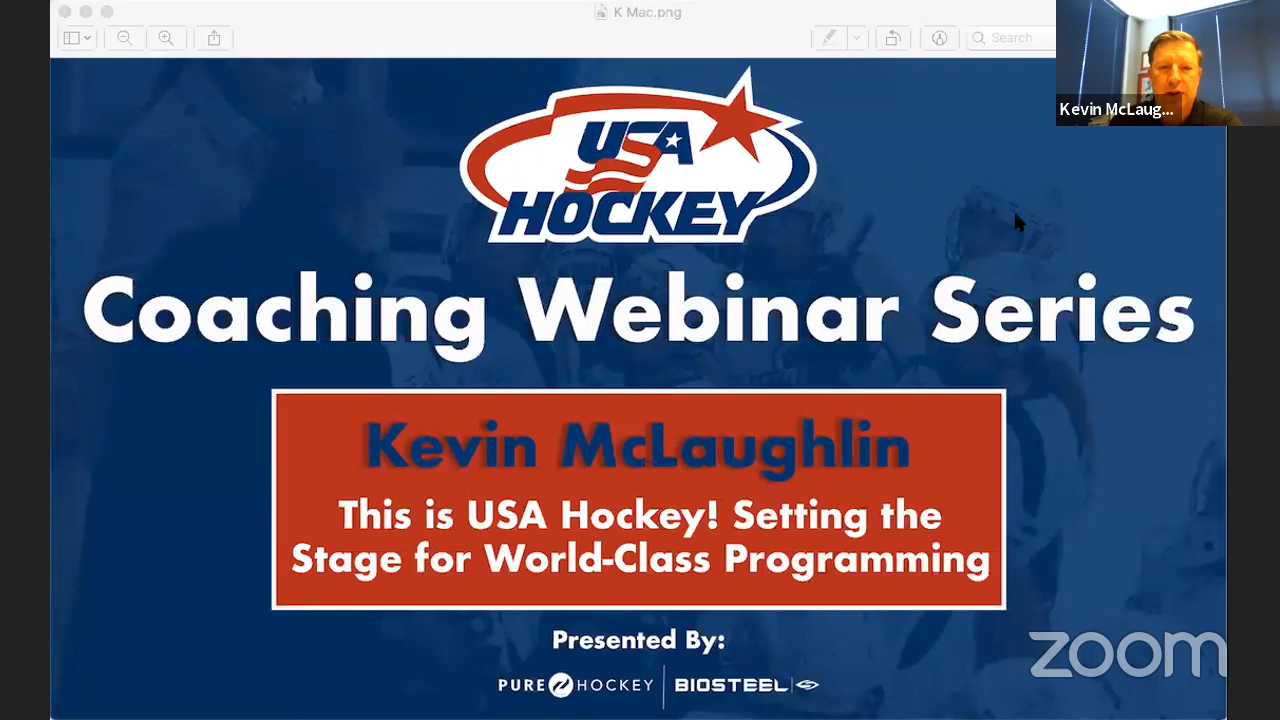 K Mac.png
Search
Kevin McLaug...
USA
HOCKEY
Coaching Webinar Series
Kevin McLaughlin
This is USA Hockey! Setting the
Stage for World-Class Programming
zoom
Presented By:
PURE HOCKEY
BIOSTEEL